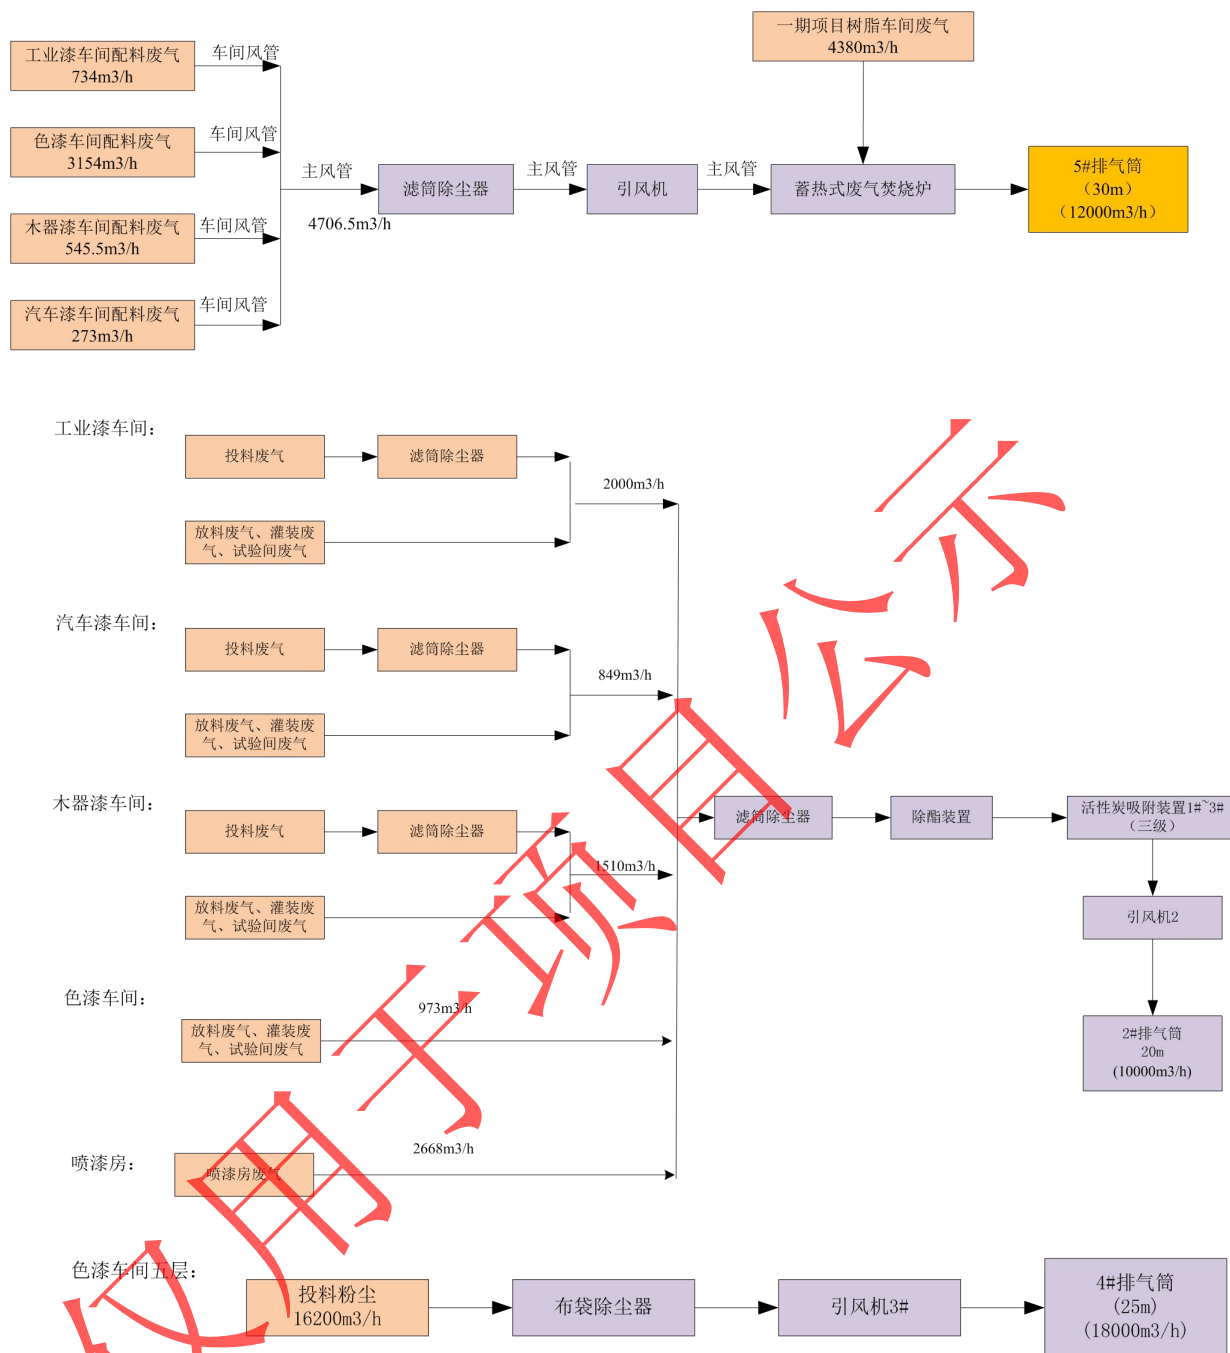 工业漆车间配料废气
734m3/h
车间风管
色漆车间配料废气
3154m3/h
车间风管
木器漆车间配料废气
545.5m3/h
车间风管
汽车漆车间配料废气
273m3/h
车间风管
主风管
4706.5m3/h
滤筒除尘器
主风管
引风机
主风管
一期项目树脂车间废气
4380m3/h
蓄热式废气焚烧炉
5#排气筒
（30m）
（12000m3/h）
工业漆车间：
投料废气
滤筒除尘器
放料废气、灌装废
气、试验间废气
2000m3/h
汽车漆车间：
投料废气
滤筒除尘器
放料废气、灌装废
气、试验间废气
849m3/h
木器漆车间：
投料废气
滤筒除尘器
放料废气、灌装废
气、试验间废气
1510m3/h
色漆车间：
放料废气、灌装废
气、试验间废气
973m3/h
喷漆房：
喷漆房废气
2668m3/h
滤筒除尘器
除酯装置
活性炭吸附装置1#~3#
（三级）
引风机2
2#排气筒
20m
(10000m3/h)
色漆车间五层：
投料粉尘
16200m3/h
布袋除尘器
引风机3#
4#排气筒
(25m)
(18000m3/h)
仅用于项目公示